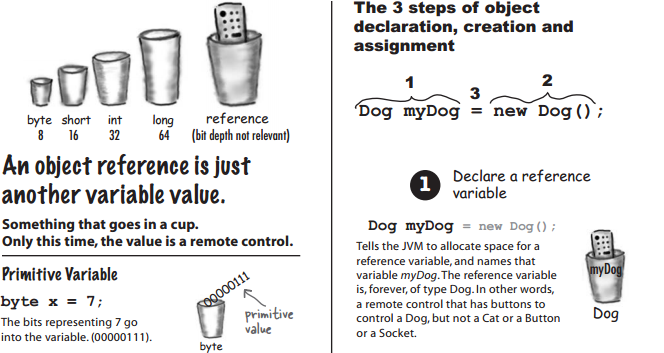 byte short int long reference
8 16 32 64 (bit depth not relevant)
An object reference is just
another variable value.
Something that goes in a cup.
Only this time, the value is a remote control.
Primitive Variable
byte x = 7;
The bits representing 7 go
into the variable. (00000111).
00000111
primitive
value
byte
The 3 steps of object
declaration, creation and
assignment
1 3 2
Dog myDog = new Dog();
1 Declare a reference
variable
Dog myDog = new Dog();
Tells the JVM to allocate space for a
reference variable, and names that
variable myDog. The reference variable
is, forever, of type Dog. In other words,
a remote control that has buttons to
control a Dog, but not a Cat or a Button
or a Socket.
myDog
Dog